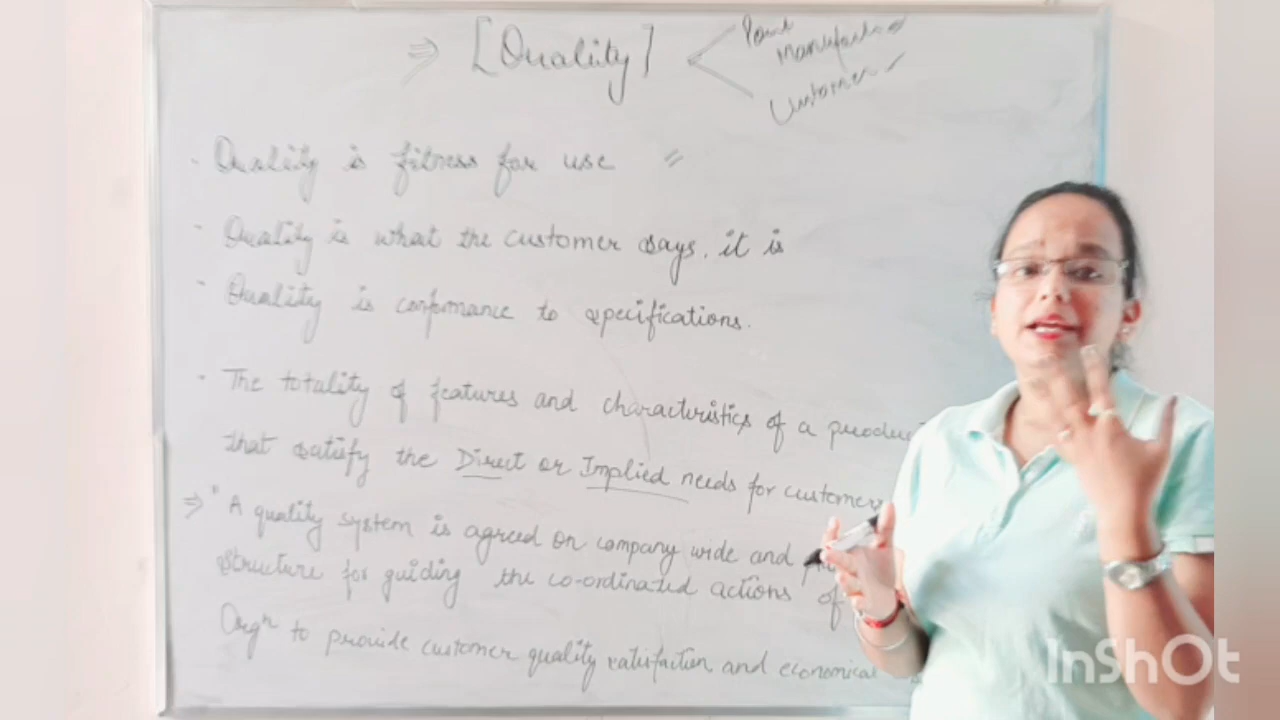 ⇒ [Quality]
Point
Manufact
Customer
. Quality is fitness for use
- Quality is what the customer says, it is
- Quality is conformance to specifications.
. The totality of features and characteristics of a produc
that satisfy the Direct or Implied needs for customers
⇒ " A quality system is agreed on company wide and
structure for guiding the co-ordinated actions of
Orgⁿ to provide customer quality satisfaction and economical
InShOt